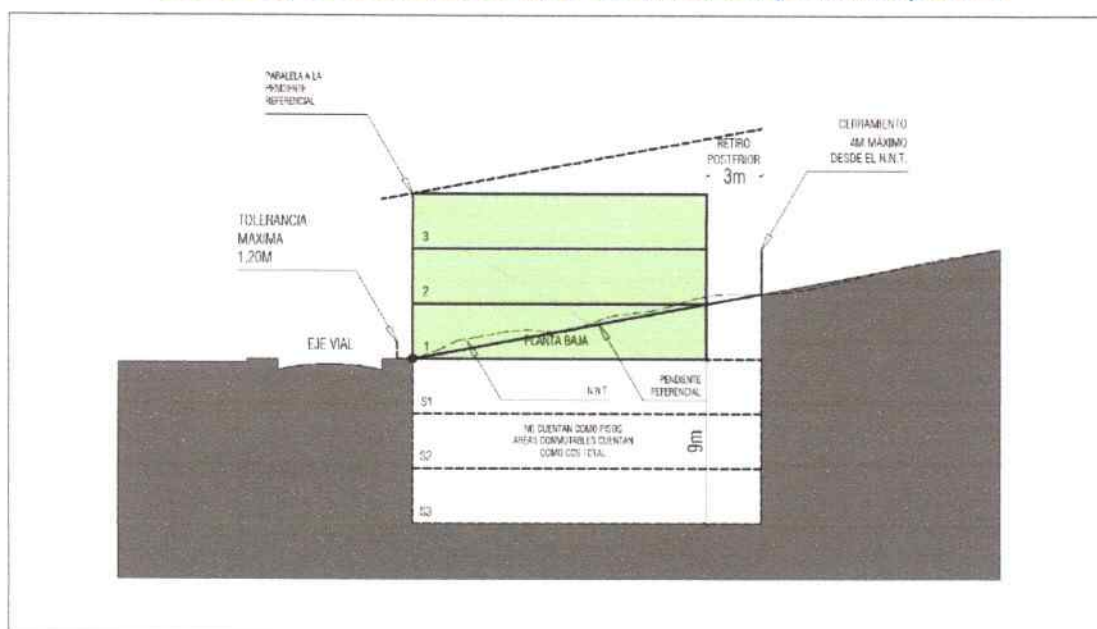 PARALELA A LA
PENDIENTE
REFERENCIAL
CERRAMIENTO
4M MÁXIMO
DESDE EL N.N.T.
RETIRO
POSTERIOR
3m
TOLERANCIA
MAXIMA
1.20M
3
2
1
EJE VIAL
PLANTA BAJA
N.N.T.
PENDIENTE
REFERENCIAL
S1
NO CUENTAN COMO PISOS
AREAS COMPUTABLES CUENTAN
COMO COS TOTAL
S2
9m
S3